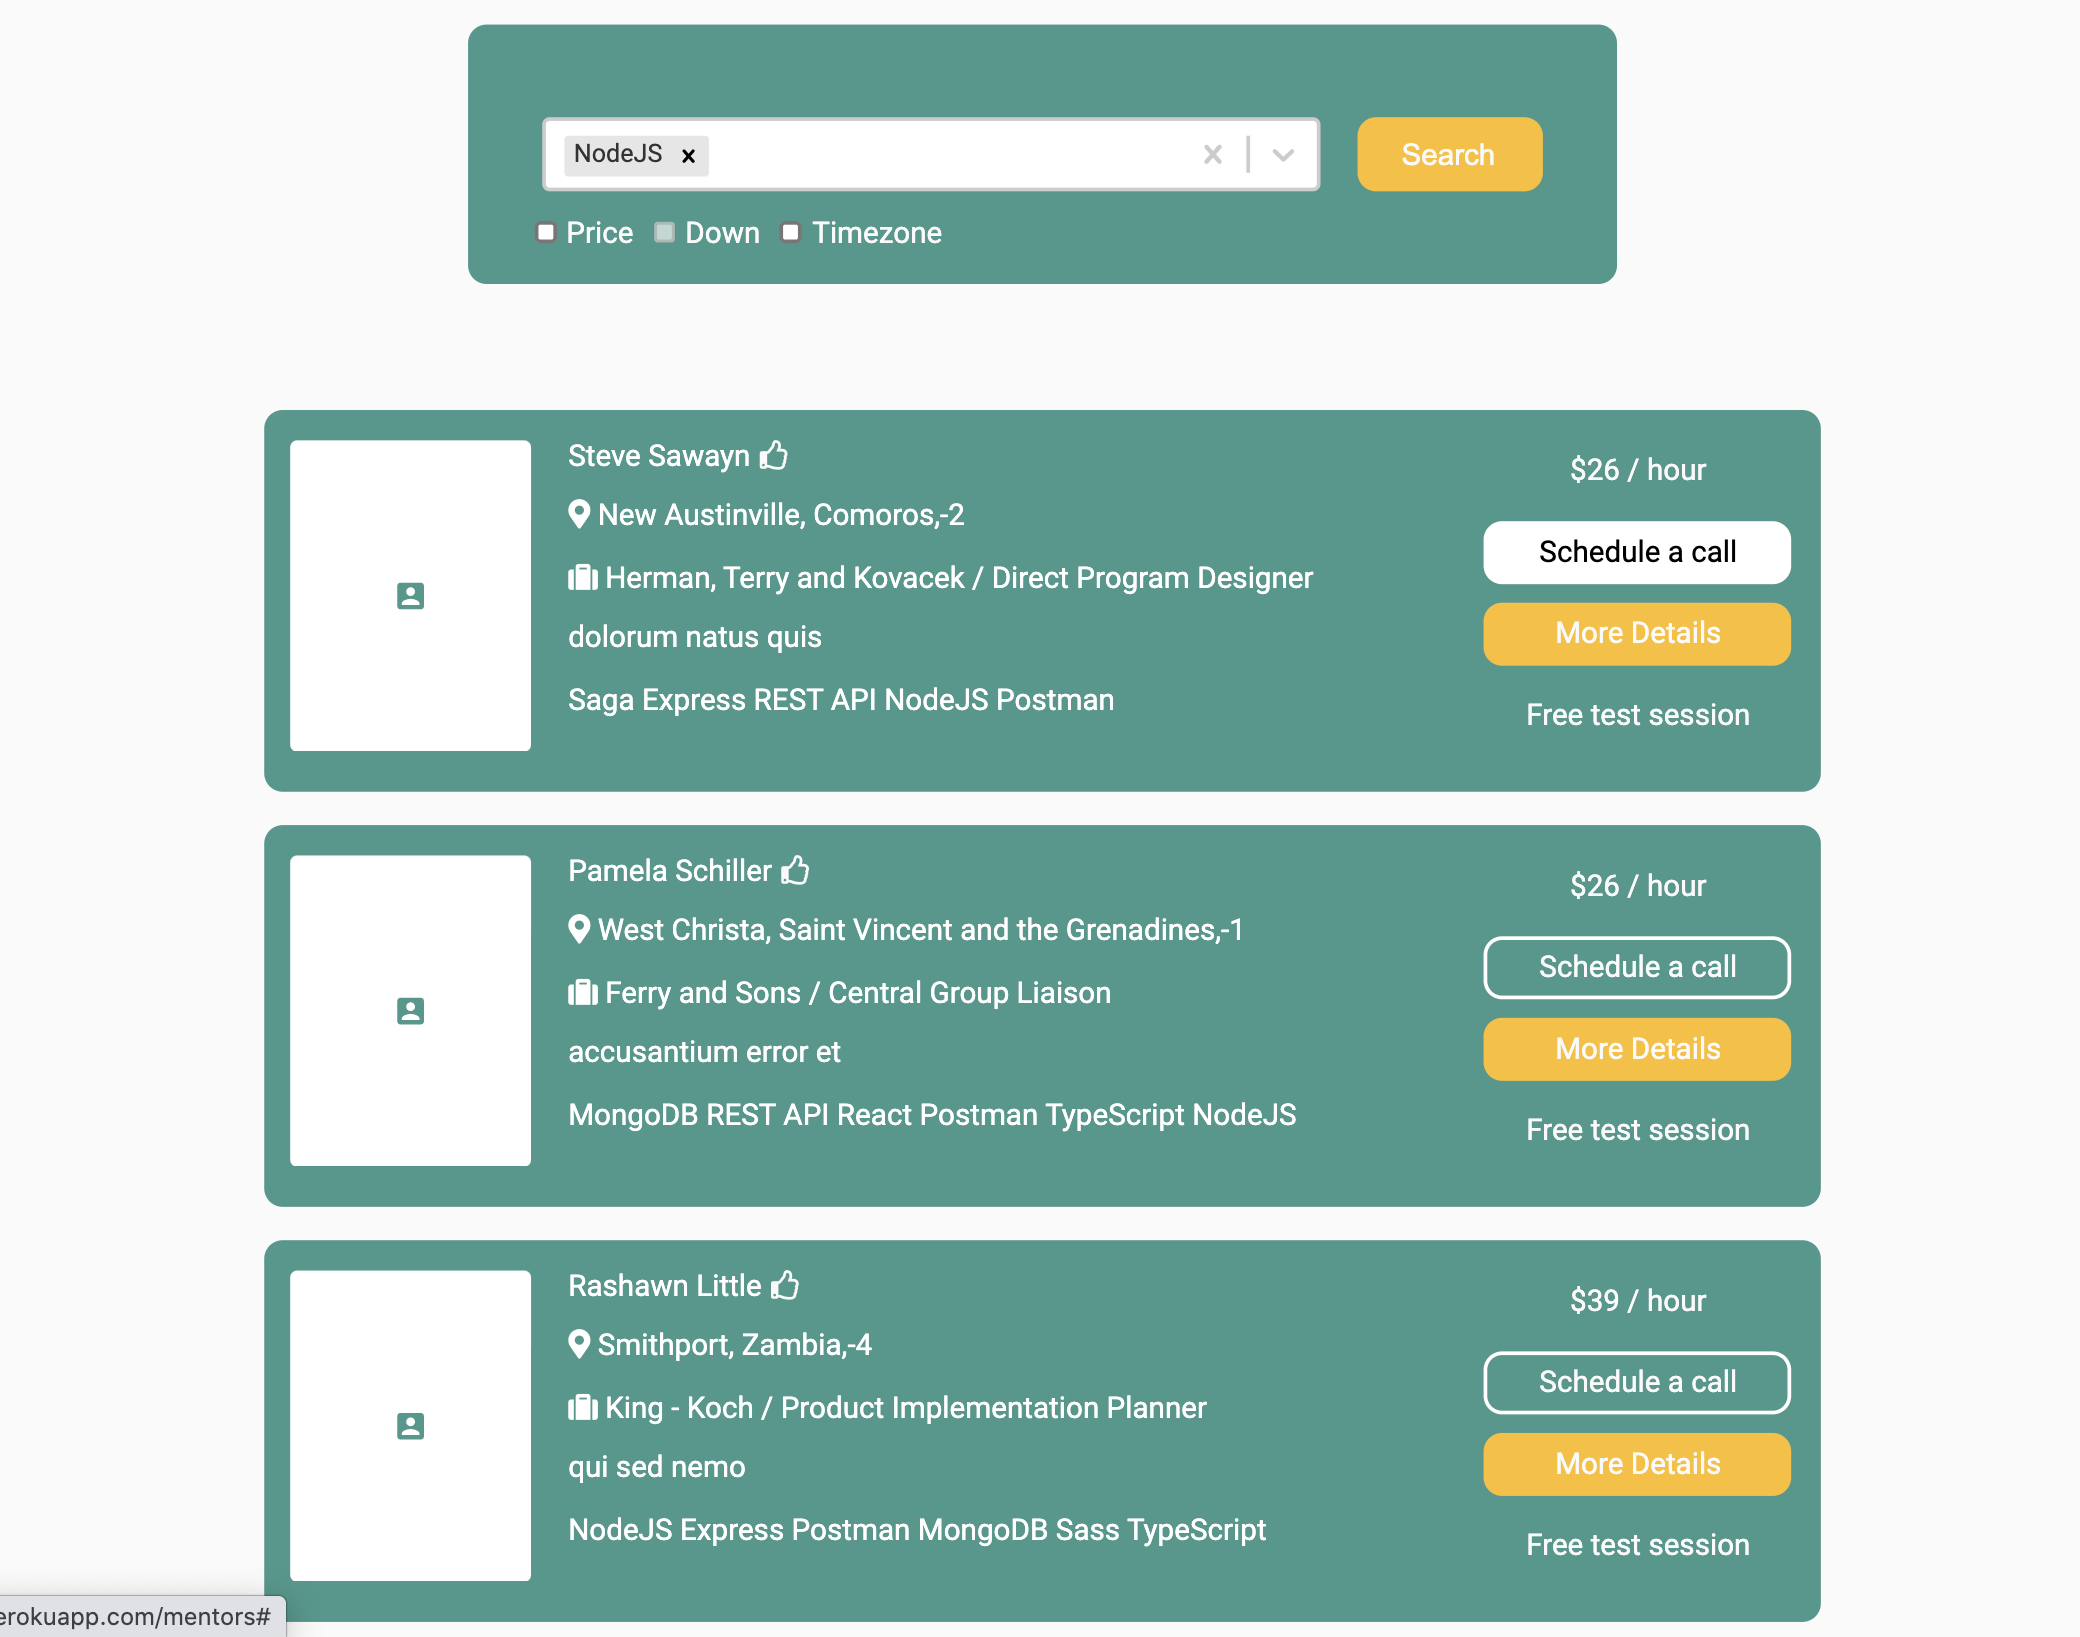 NodeJS
Search
Price Down Timezone
Steve Sawayn
$26 / hour
New Austinville, Comoros,-2
Schedule a call
Herman, Terry and Kovacek / Direct Program Designer
More Details
dolorum natus quis
Saga Express REST API NodeJS Postman
Free test session
Pamela Schiller
$26 / hour
West Christa, Saint Vincent and the Grenadines,-1
Schedule a call
Ferry and Sons / Central Group Liaison
More Details
accusantium error et
MongoDB REST API React Postman TypeScript NodeJS
Free test session
Rashawn Little
$39 / hour
Smithport, Zambia,-4
Schedule a call
King - Koch / Product Implementation Planner
More Details
qui sed nemo
NodeJS Express Postman MongoDB Sass TypeScript
Free test session
erokuapp.com/mentors#